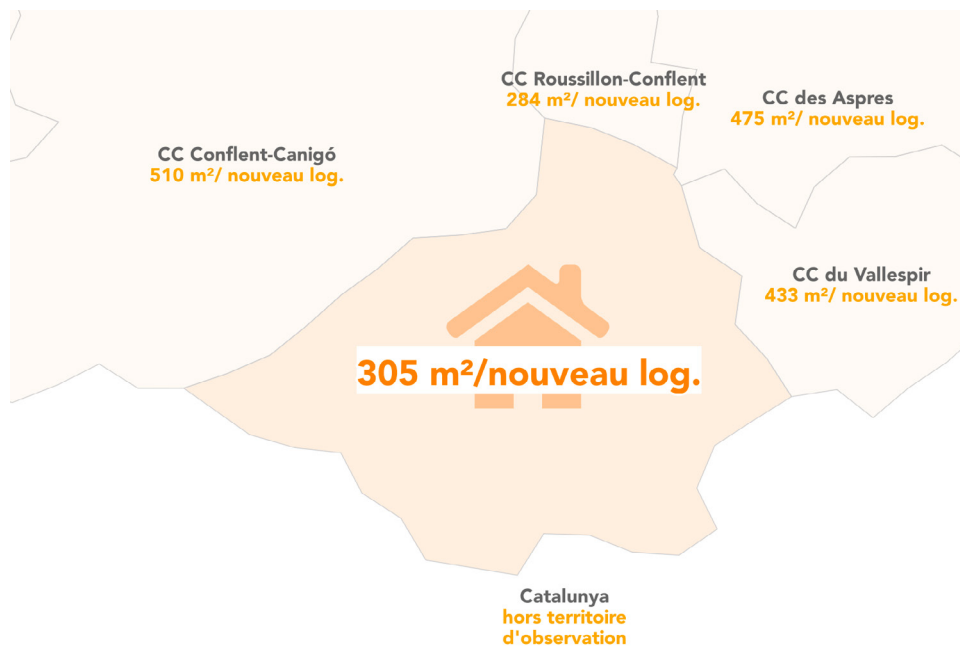 CC Roussillon-Conflent
284 m²/ nouveau log.
CC des Aspres
475 m²/ nouveau log.
CC Conflent-Canigó
510 m²/ nouveau log.
CC du Vallespir
433 m²/ nouveau log.
305 m²/nouveau log.
Catalunya
hors territoire
d'observation